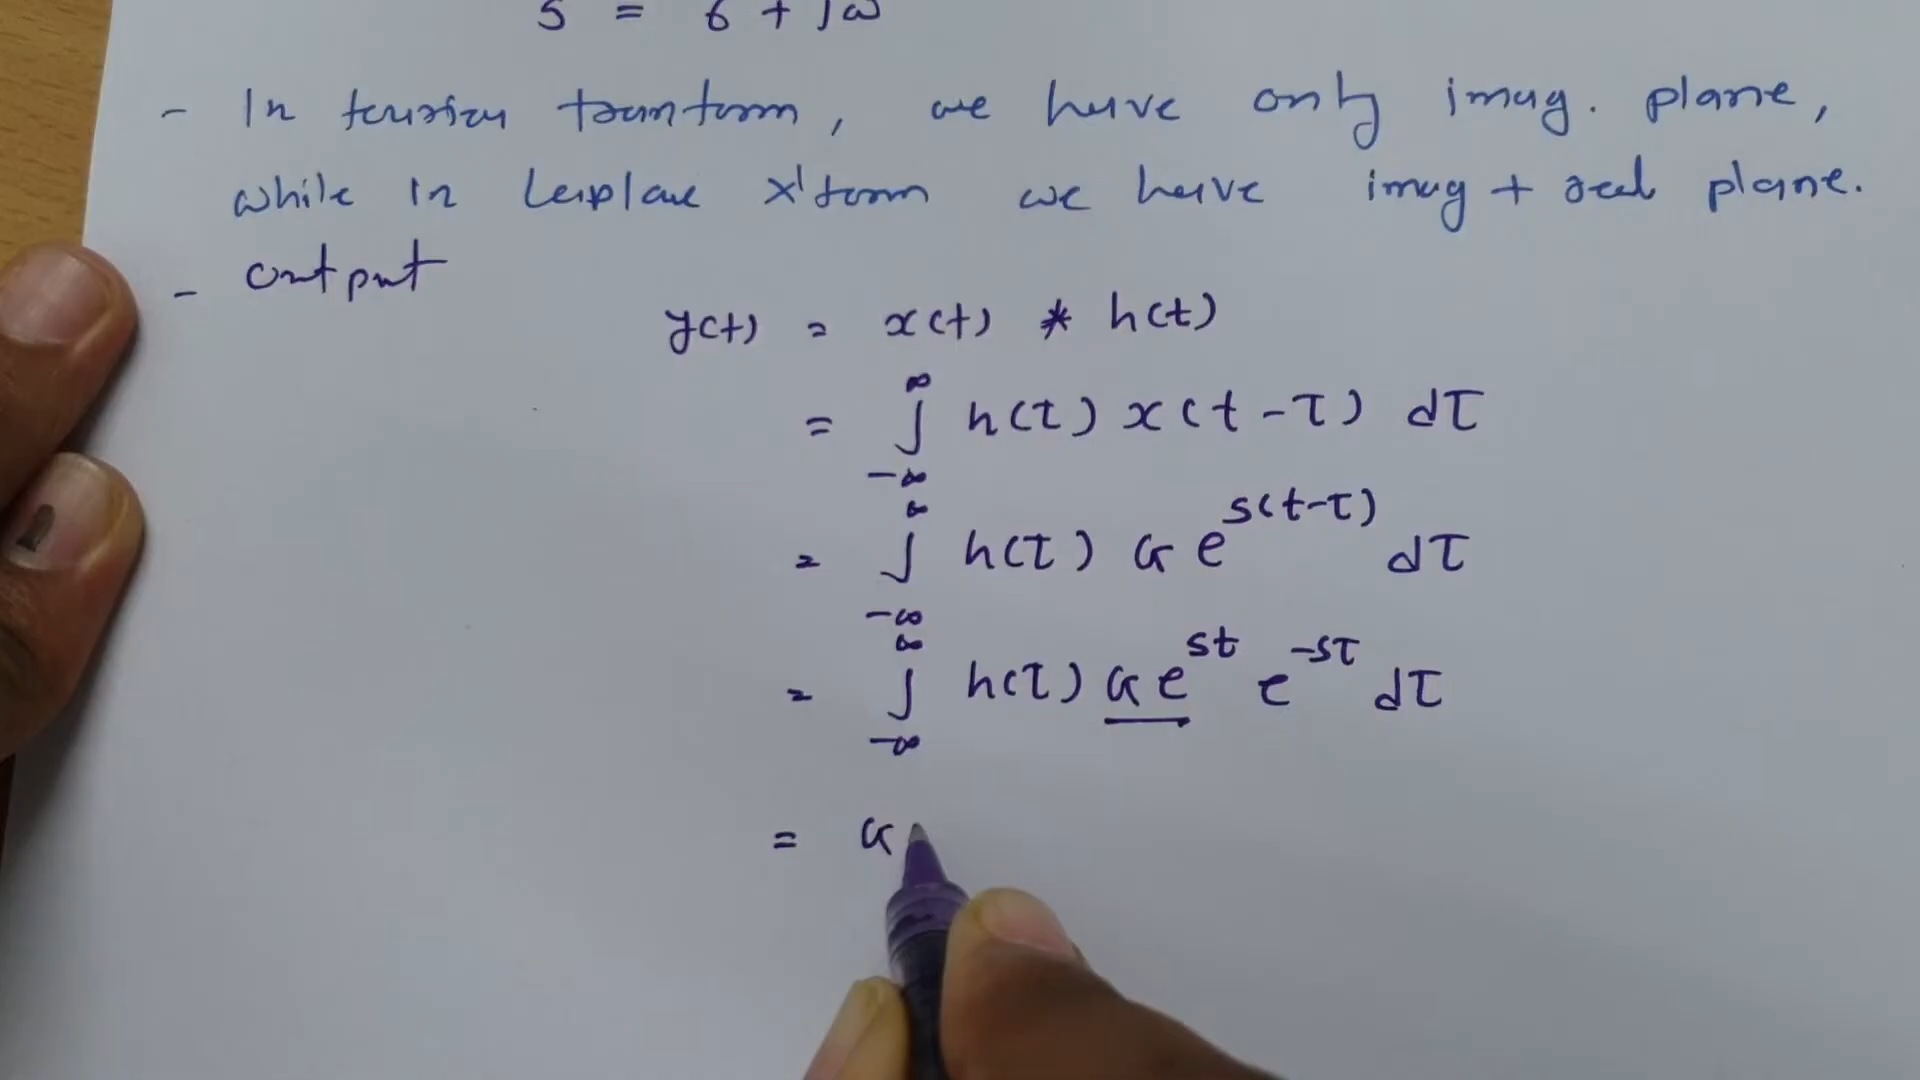 s = σ + jω
- In fourier tranform, we have only imag. plane,
while in Laplace x'form we have imag + real plane.
- output
y(t) = x(t) * h(t)
= ∫_{-∞}^{∞} h(τ) x(t-τ) dτ
= ∫_{-∞}^{∞} h(τ) G e^{s(t-τ)} dτ
= ∫_{-∞}^{∞} h(τ) G e^{st} e^{-sτ} dτ
= G